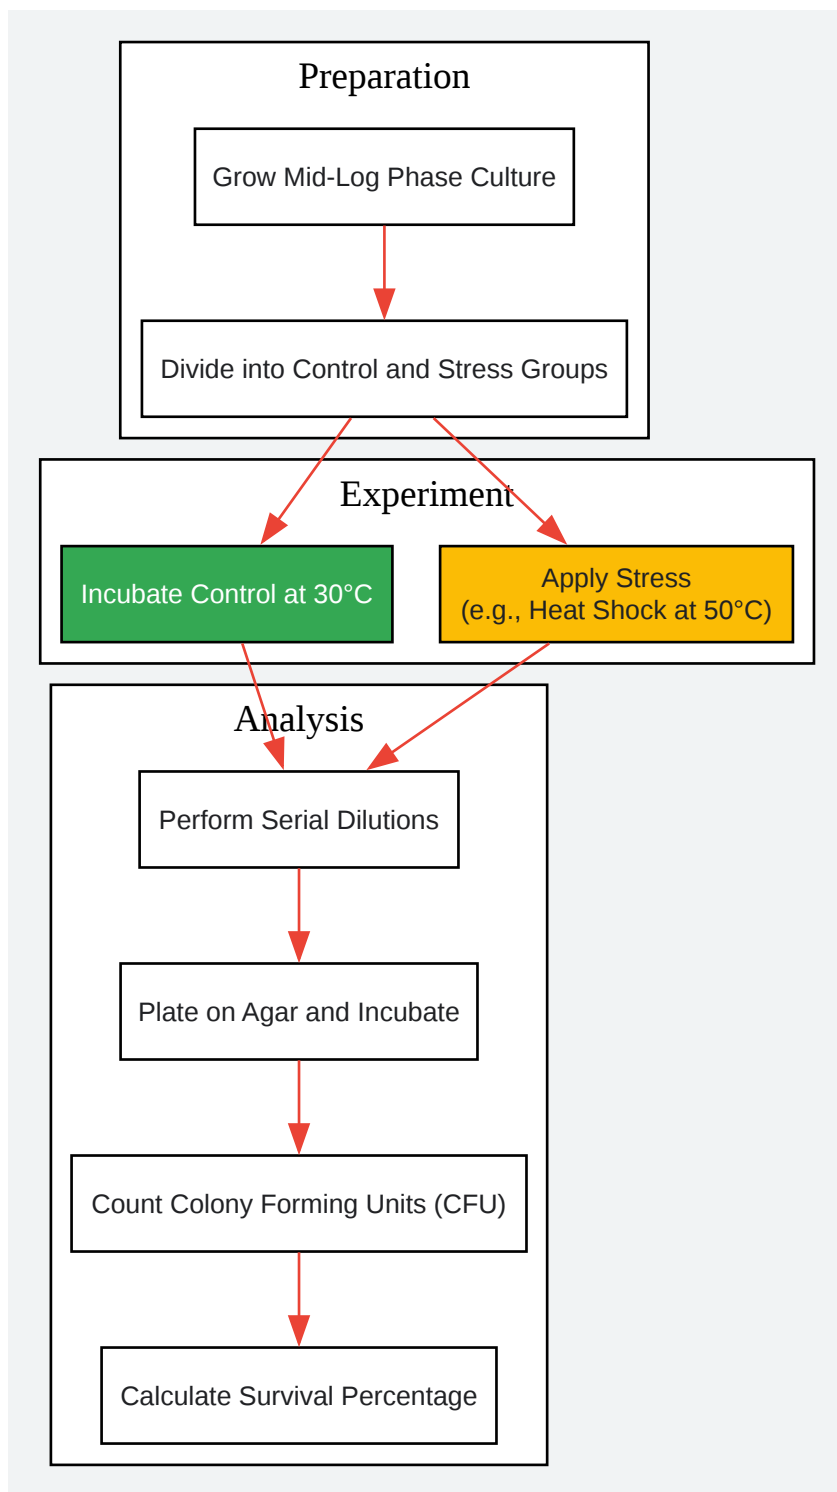 Preparation
Grow Mid-Log Phase Culture
Divide into Control and Stress Groups
Experiment
Incubate Control at 30°C
Apply Stress
(e.g., Heat Shock at 50°C)
Analysis
Perform Serial Dilutions
Plate on Agar and Incubate
Count Colony Forming Units (CFU)
Calculate Survival Percentage